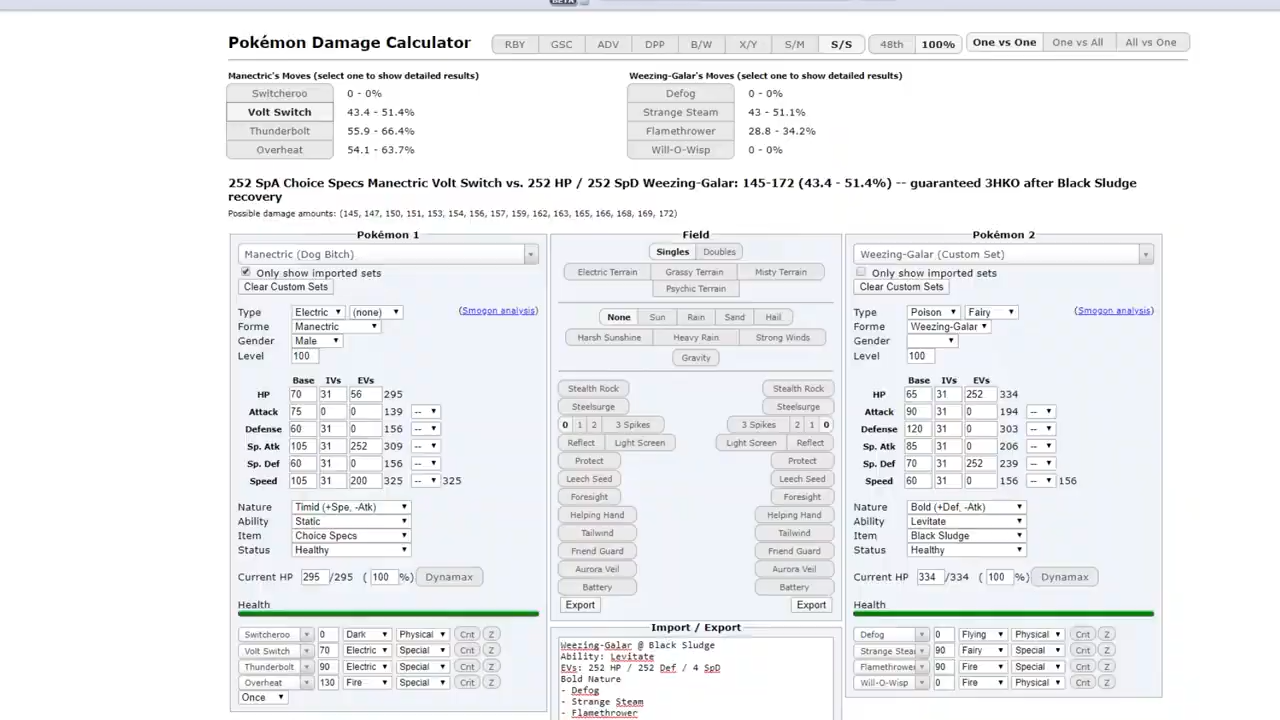 BETA
Pokémon Damage Calculator
RBY GSC ADV DPP B/W X/Y S/M S/S 48th 100% One vs One One vs All All vs One
Manectric's Moves (select one to show detailed results)
Switcheroo 0 - 0%
Volt Switch 43.4 - 51.4%
Thunderbolt 55.9 - 66.4%
Overheat 54.1 - 63.7%
Weezing-Galar's Moves (select one to show detailed results)
Defog 0 - 0%
Strange Steam 43 - 51.1%
Flamethrower 28.8 - 34.2%
Will-O-Wisp 0 - 0%
252 SpA Choice Specs Manectric Volt Switch vs. 252 HP / 252 SpD Weezing-Galar: 145-172 (43.4 - 51.4%) -- guaranteed 3HKO after Black Sludge
recovery
Possible damage amounts: (145, 147, 150, 151, 153, 154, 156, 157, 159, 162, 163, 165, 166, 168, 169, 172)
Pokémon 1
Manectric (Dog Bitch)
Only show imported sets
Clear Custom Sets
Type Electric (none) (Smogon analysis)
Forme Manectric
Gender Male
Level 100
Base IVs EVs
HP 70 31 56 295
Attack 75 0 0 139 --
Defense 60 31 0 156 --
Sp. Atk 105 31 252 309 --
Sp. Def 60 31 0 156 --
Speed 105 31 200 325 -- 325
Nature Timid (+Spe, -Atk)
Ability Static
Item Choice Specs
Status Healthy
Current HP 295 /295 ( 100 %) Dynamax
Health
Switcheroo 0 Dark Physical Crit Z
Volt Switch 70 Electric Special Crit Z
Thunderbolt 90 Electric Special Crit Z
Overheat 130 Fire Special Crit Z
Once
Field
Singles Doubles
Electric Terrain Grassy Terrain Misty Terrain
Psychic Terrain
None Sun Rain Sand Hail
Harsh Sunshine Heavy Rain Strong Winds
Gravity
Stealth Rock Stealth Rock
Steelsurge Steelsurge
0 1 2 3 Spikes 3 Spikes 2 1 0
Reflect Light Screen Light Screen Reflect
Protect Protect
Leech Seed Leech Seed
Foresight Foresight
Helping Hand Helping Hand
Tailwind Tailwind
Friend Guard Friend Guard
Aurora Veil Aurora Veil
Battery Battery
Export Export
Import / Export
Weezing-Galar @ Black Sludge
Ability: Levitate
EVs: 252 HP / 252 Def / 4 SpD
Bold Nature
- Defog
- Strange Steam
- Flamethrower
Pokémon 2
Weezing-Galar (Custom Set)
Only show imported sets
Clear Custom Sets
Type Poison Fairy (Smogon analysis)
Forme Weezing-Galar
Gender
Level 100
Base IVs EVs
HP 65 31 252 334
Attack 90 31 0 194 --
Defense 120 31 0 303 --
Sp. Atk 85 31 0 206 --
Sp. Def 70 31 252 239 --
Speed 60 31 0 156 -- 156
Nature Bold (+Def, -Atk)
Ability Levitate
Item Black Sludge
Status Healthy
Current HP 334 /334 ( 100 %) Dynamax
Health
Defog 0 Flying Physical Crit Z
Strange Stear 90 Fairy Special Crit Z
Flamethrower 90 Fire Special Crit Z
Will-O-Wisp 0 Fire Physical Crit Z